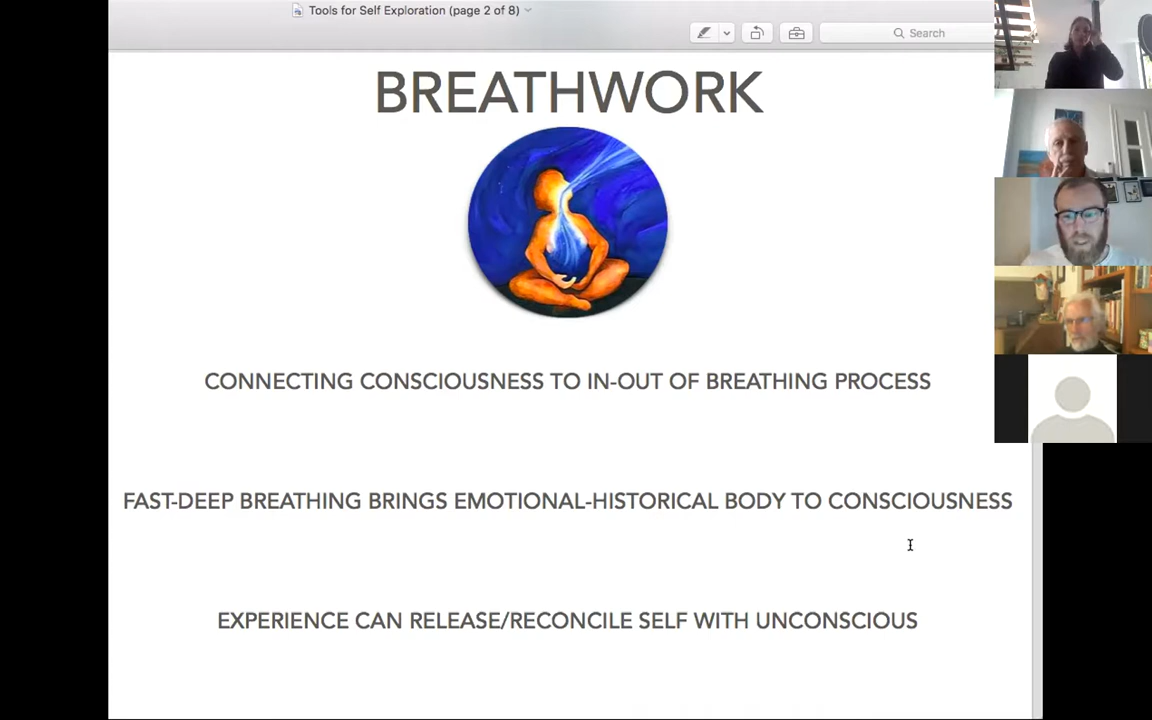 Tools for Self Exploration (page 2 of 8)
Search
BREATHWORK
CONNECTING CONSCIOUSNESS TO IN-OUT OF BREATHING PROCESS
FAST-DEEP BREATHING BRINGS EMOTIONAL-HISTORICAL BODY TO CONSCIOUSNESS
EXPERIENCE CAN RELEASE/RECONCILE SELF WITH UNCONSCIOUS